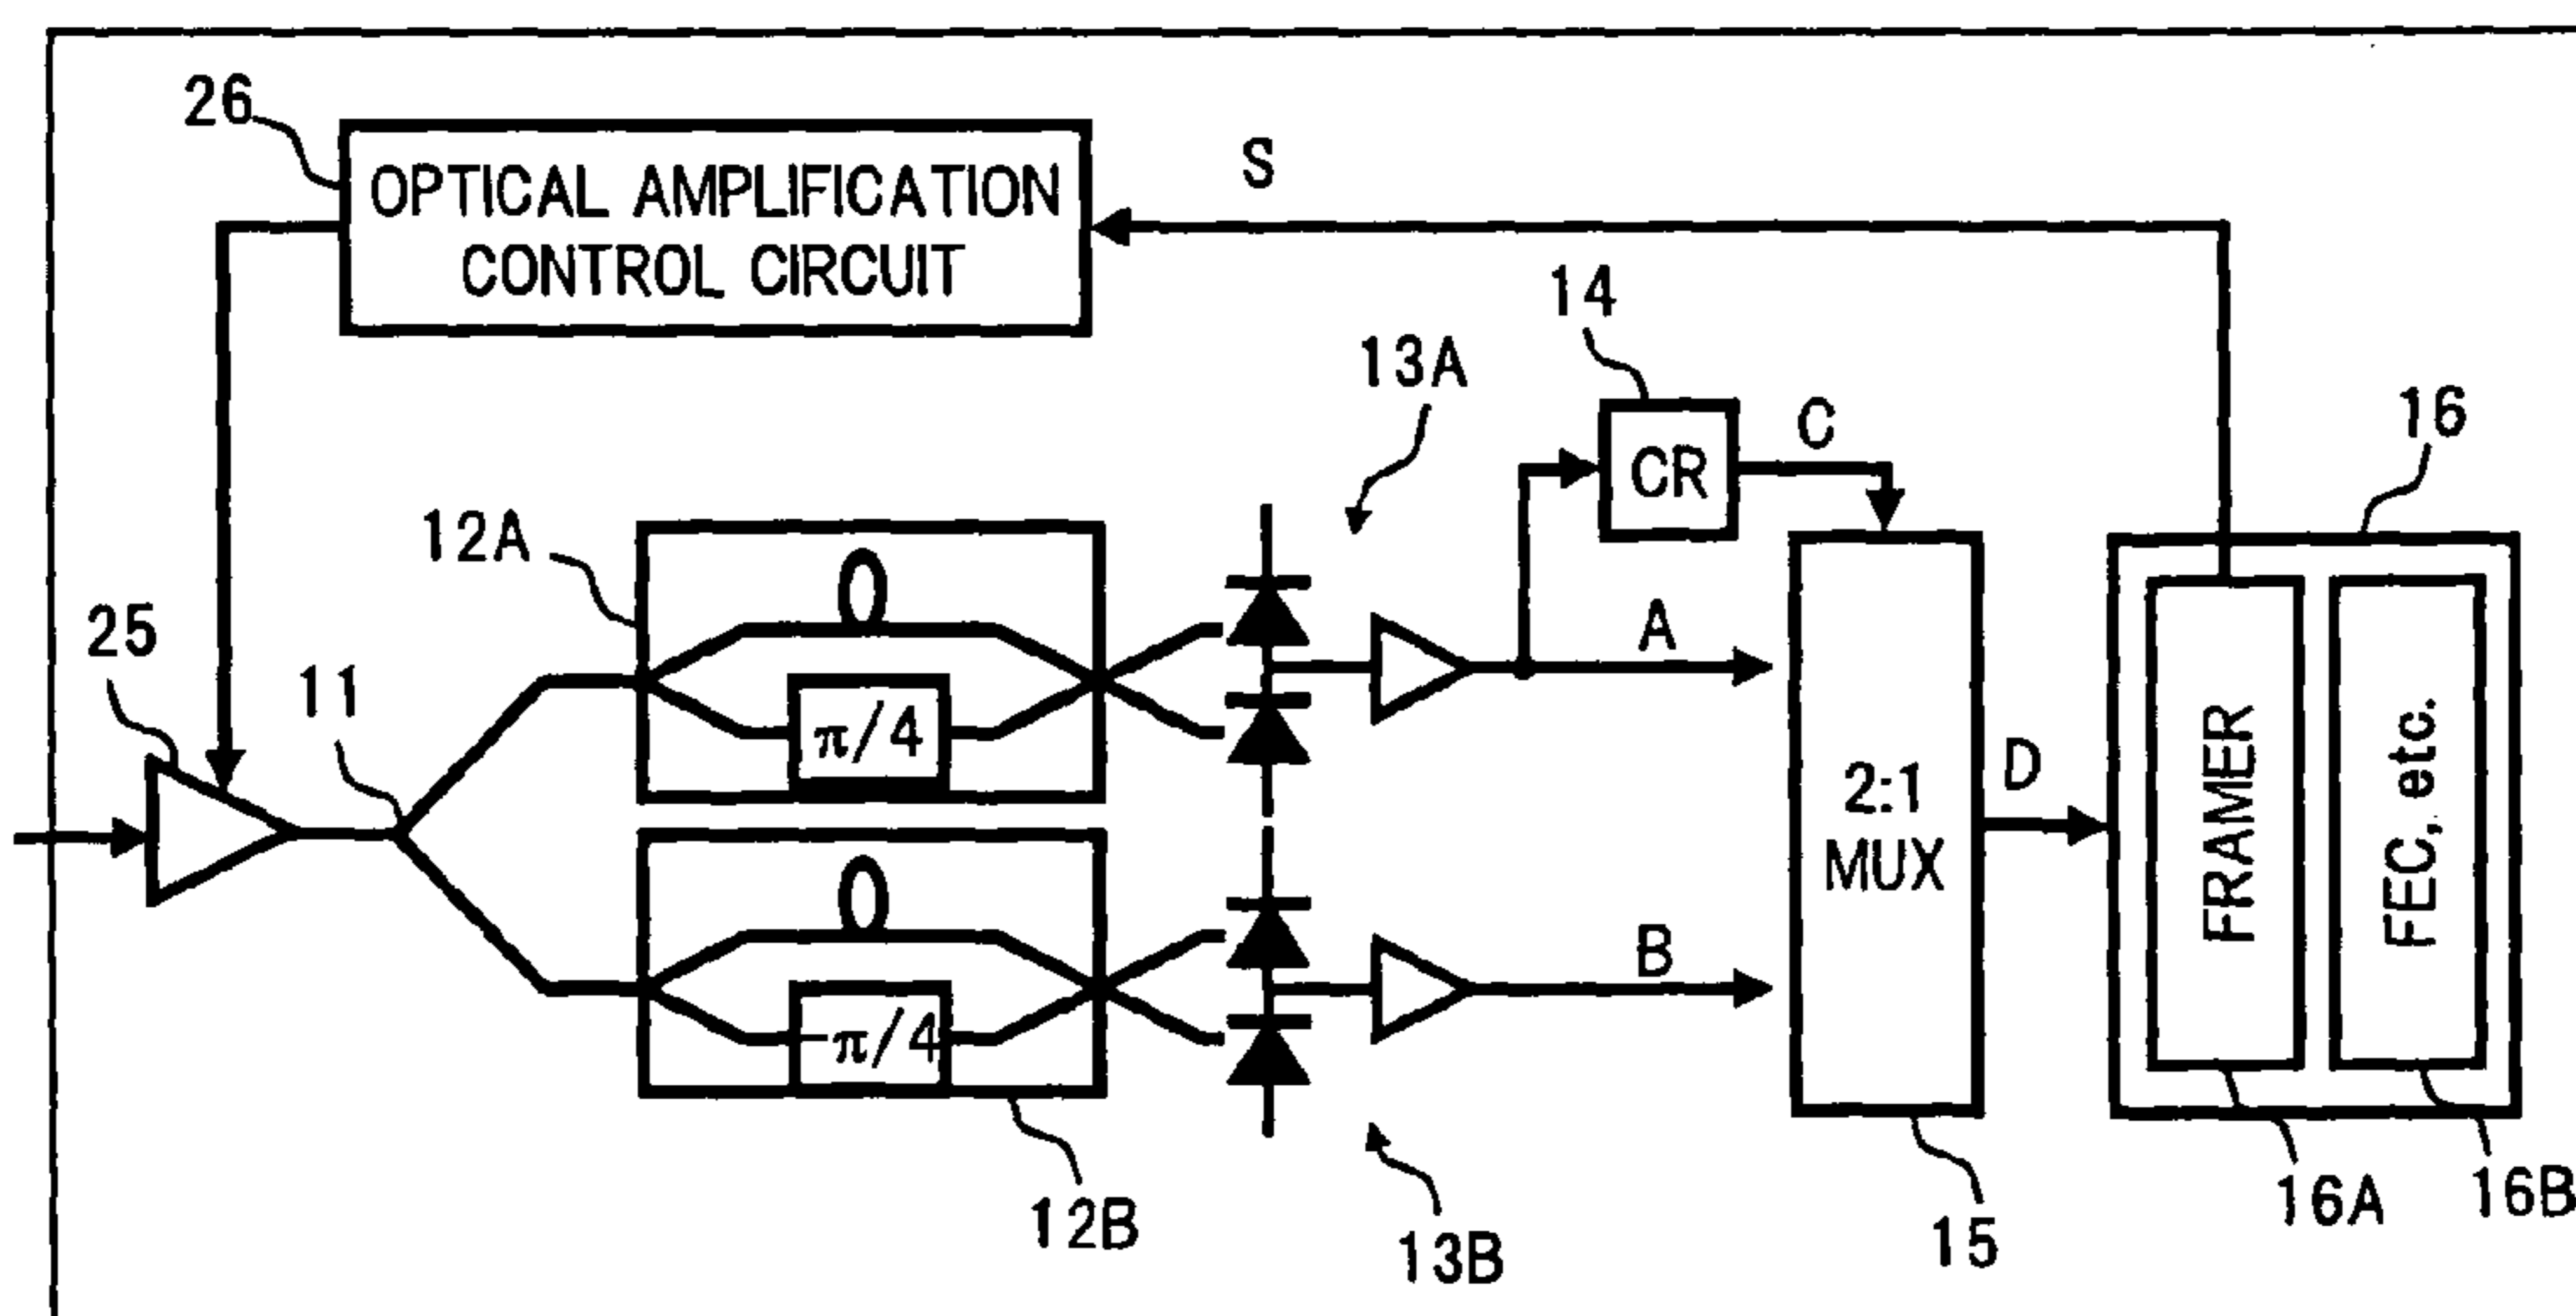 26
OPTICAL AMPLIFICATION
CONTROL CIRCUIT
S
14
13A
CR
C
16
12A
25
11
π/4
A
2:1
MUX
D
FRAMER
FEC, etc.
-π/4
B
12B
13B
15
16A
16B